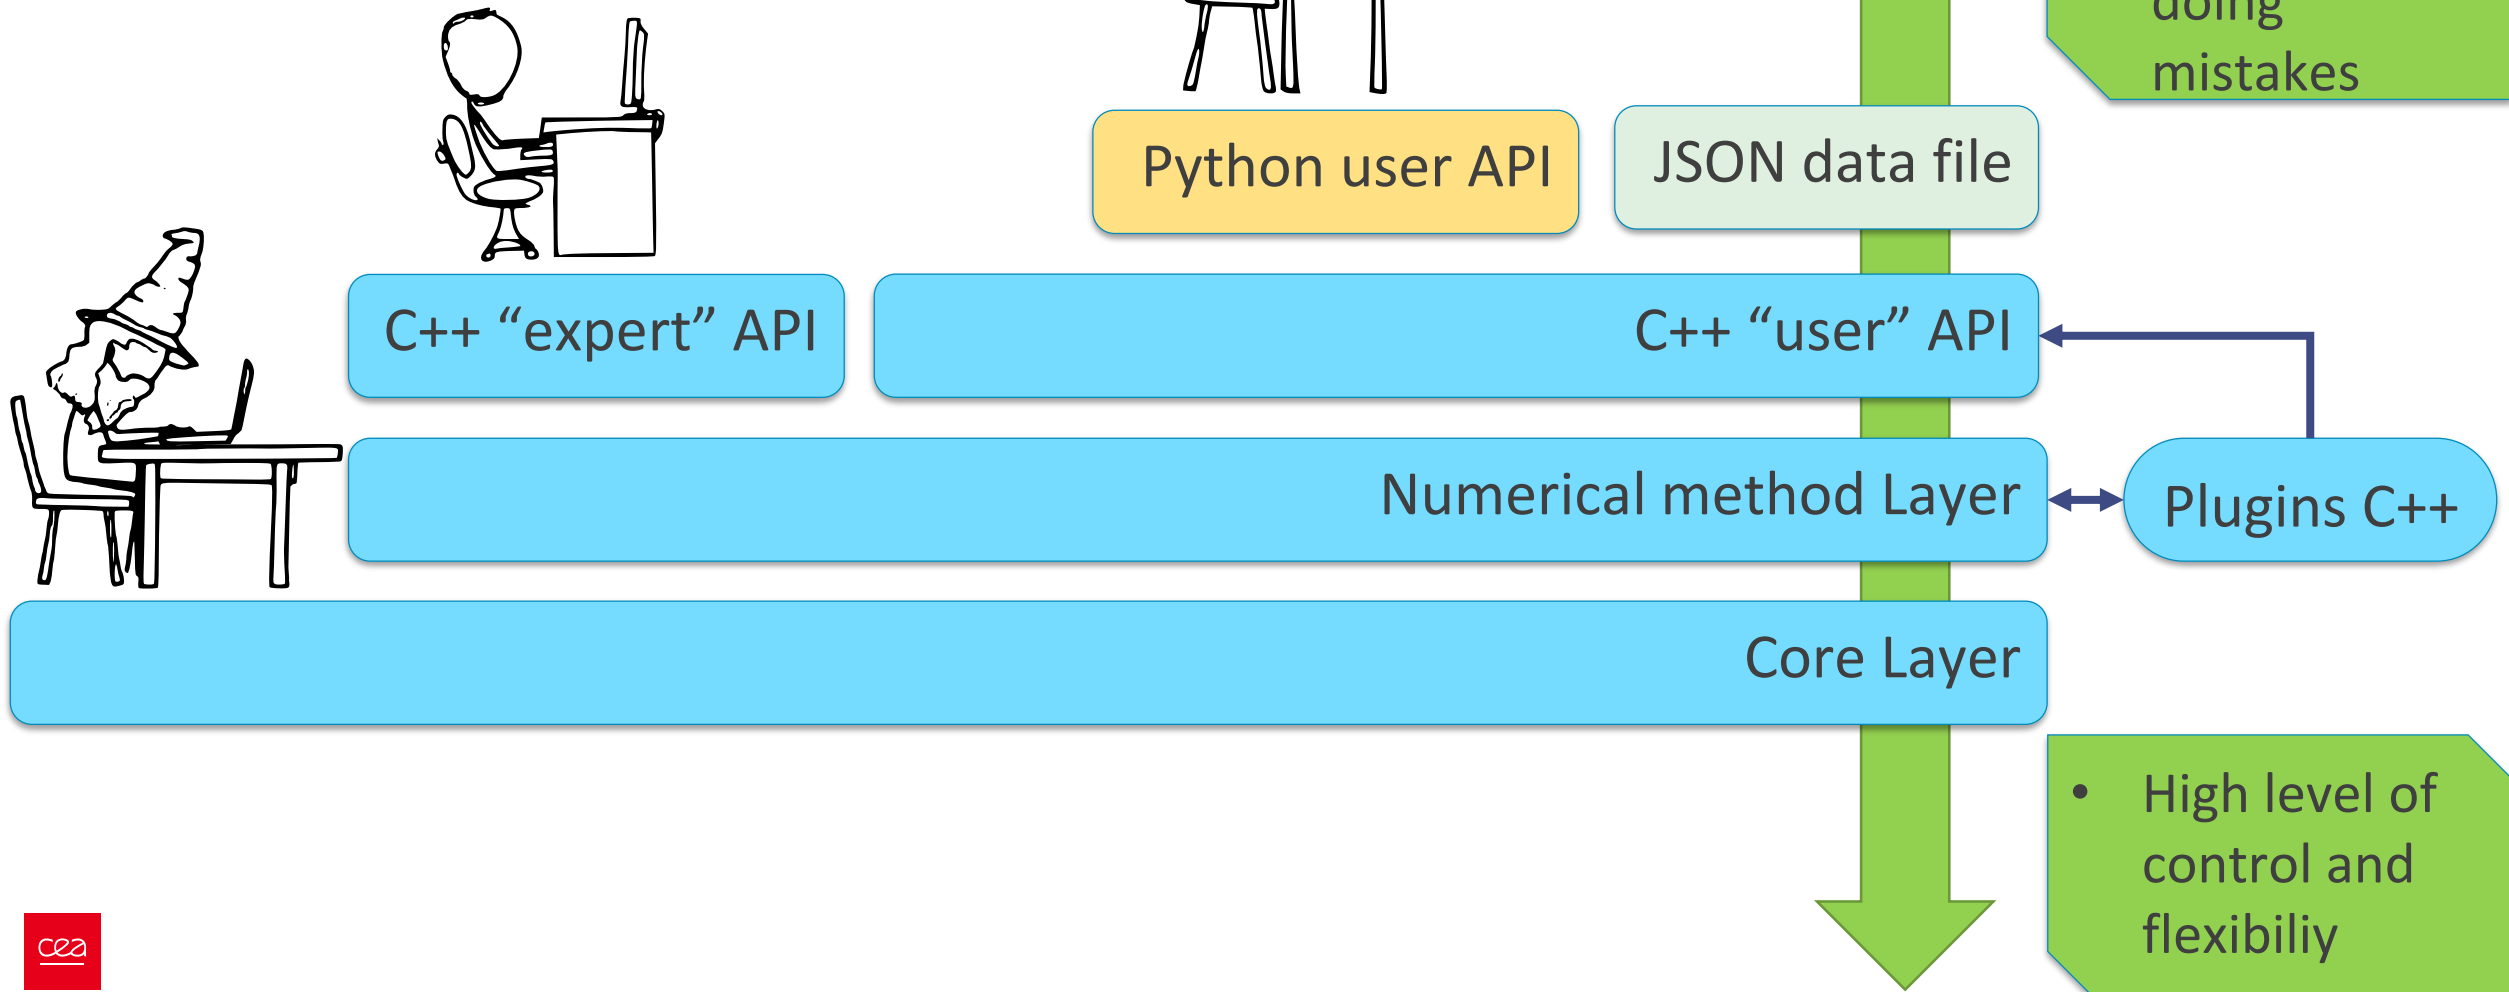 doing
mistakes
Python user API
JSON data file
C++ “expert” API
C++ “user” API
Numerical method Layer
Plugins C++
Core Layer
• High level of
control and
flexibiliy
cea